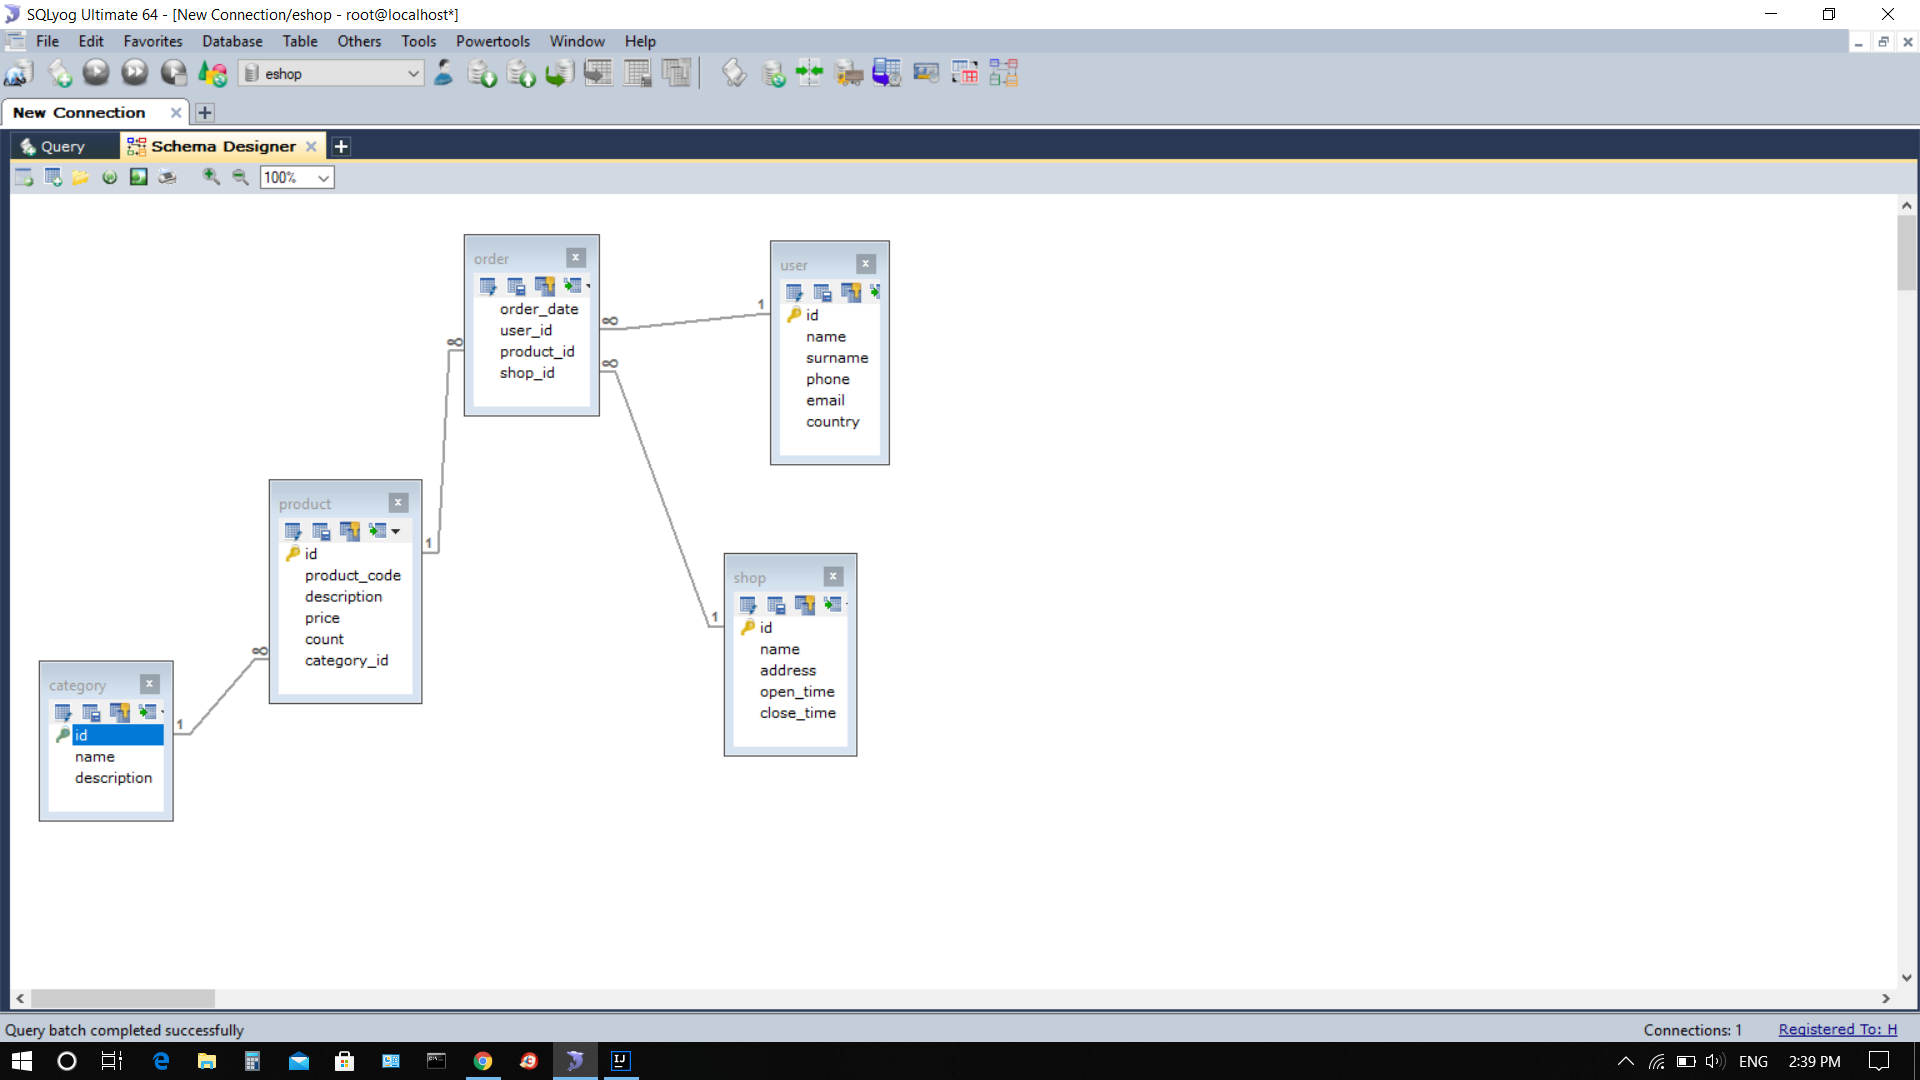 SQLyog Ultimate 64 - [New Connection/eshop - root@localhost*]
File Edit Favorites Database Table Others Tools Powertools Window Help
eshop
New Connection
Query Schema Designer
100%
order
order_date
user_id
product_id
shop_id
∞
∞
∞
1
user
id
name
surname
phone
email
country
product
id
product_code
description
price
count
category_id
1
∞
shop
id
name
address
open_time
close_time
1
category
id
name
description
1
Query batch completed successfully
Connections: 1
Registered To: H
ENG
2:39 PM